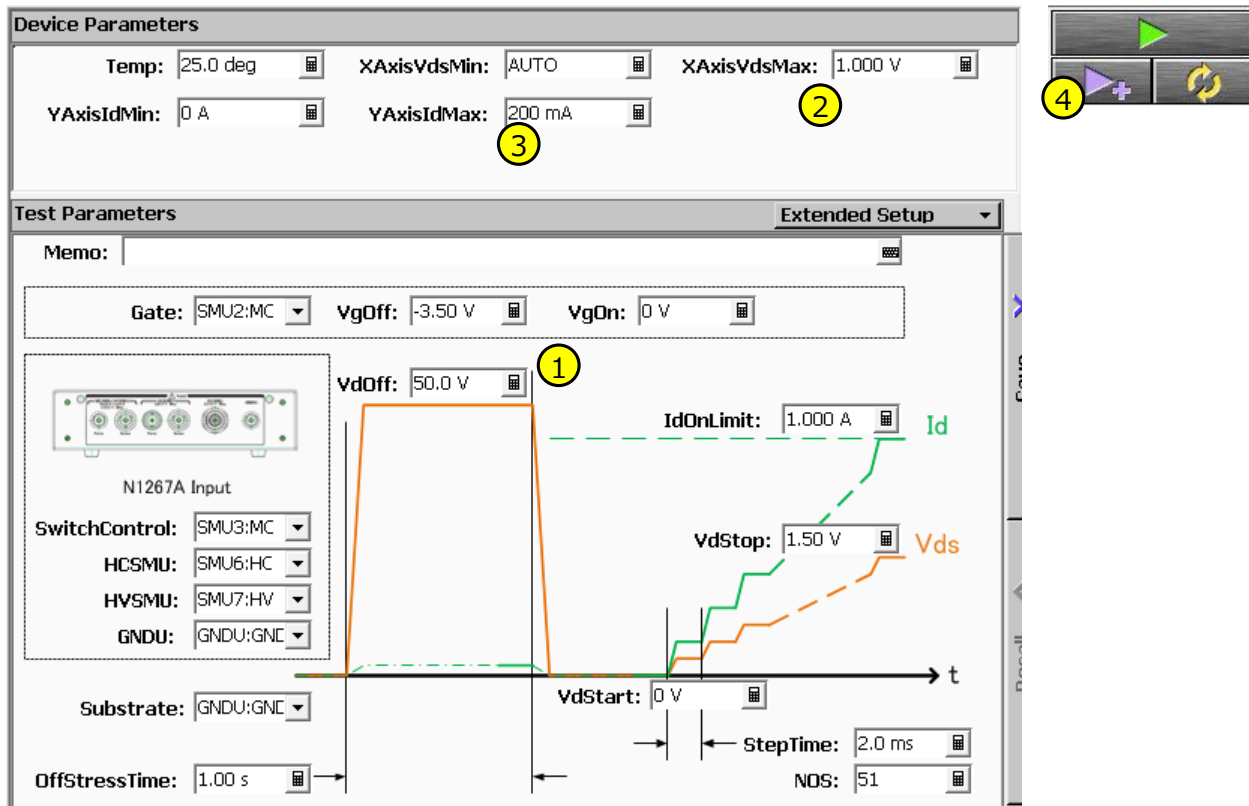 Device Parameters
Temp: 25.0 deg XAxisVdsMin: AUTO XAxisVdsMax: 1.000 V
YAxisIdMin: 0 A YAxisIdMax: 200 mA
2
3
4
Test Parameters Extended Setup
Memo:
Gate: SMU2:MC VgOff: -3.50 V VgOn: 0 V
1
VdOff: 50.0 V
IdOnLimit: 1.000 A Id
N1267A Input
SwitchControl: SMU3:MC
HCSMU: SMU6:HC
HVSMU: SMU7:HV
GNDU: GNDU:GND
VdStop: 1.50 V Vds
t
Substrate: GNDU:GND
VdStart: 0 V
StepTime: 2.0 ms
OffStressTime: 1.00 s
NOS: 51